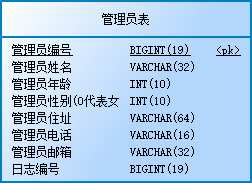 管理员表
管理员编号 BIGINT(19) <pk>
管理员姓名 VARCHAR(32)
管理员年龄 INT(10)
管理员性别(0代表女 INT(10)
管理员住址 VARCHAR(64)
管理员电话 VARCHAR(16)
管理员邮箱 VARCHAR(32)
日志编号 BIGINT(19)